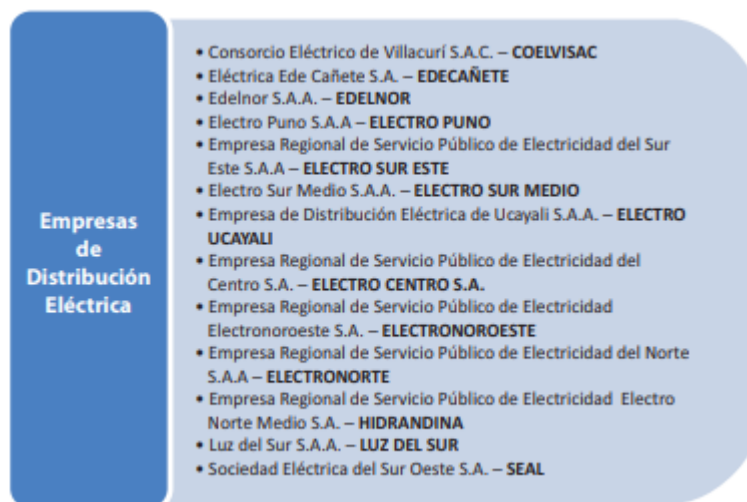 Empresas
de
Distribución
Eléctrica
• Consorcio Eléctrico de Villacurí S.A.C. – COELVISAC
• Eléctrica Ede Cañete S.A. – EDECAÑETE
• Edelnor S.A.A. – EDELNOR
• Electro Puno S.A.A – ELECTRO PUNO
• Empresa Regional de Servicio Público de Electricidad del Sur
Este S.A.A – ELECTRO SUR ESTE
• Electro Sur Medio S.A.A. – ELECTRO SUR MEDIO
• Empresa de Distribución Eléctrica de Ucayali S.A.A. – ELECTRO
UCAYALI
• Empresa Regional de Servicio Público de Electricidad del
Centro S.A. – ELECTRO CENTRO S.A.
• Empresa Regional de Servicio Público de Electricidad
Electronoroeste S.A. – ELECTRONOROESTE
• Empresa Regional de Servicio Público de Electricidad del Norte
S.A.A – ELECTRONORTE
• Empresa Regional de Servicio Público de Electricidad Electro
Norte Medio S.A. – HIDRANDINA
• Luz del Sur S.A.A. – LUZ DEL SUR
• Sociedad Eléctrica del Sur Oeste S.A. – SEAL